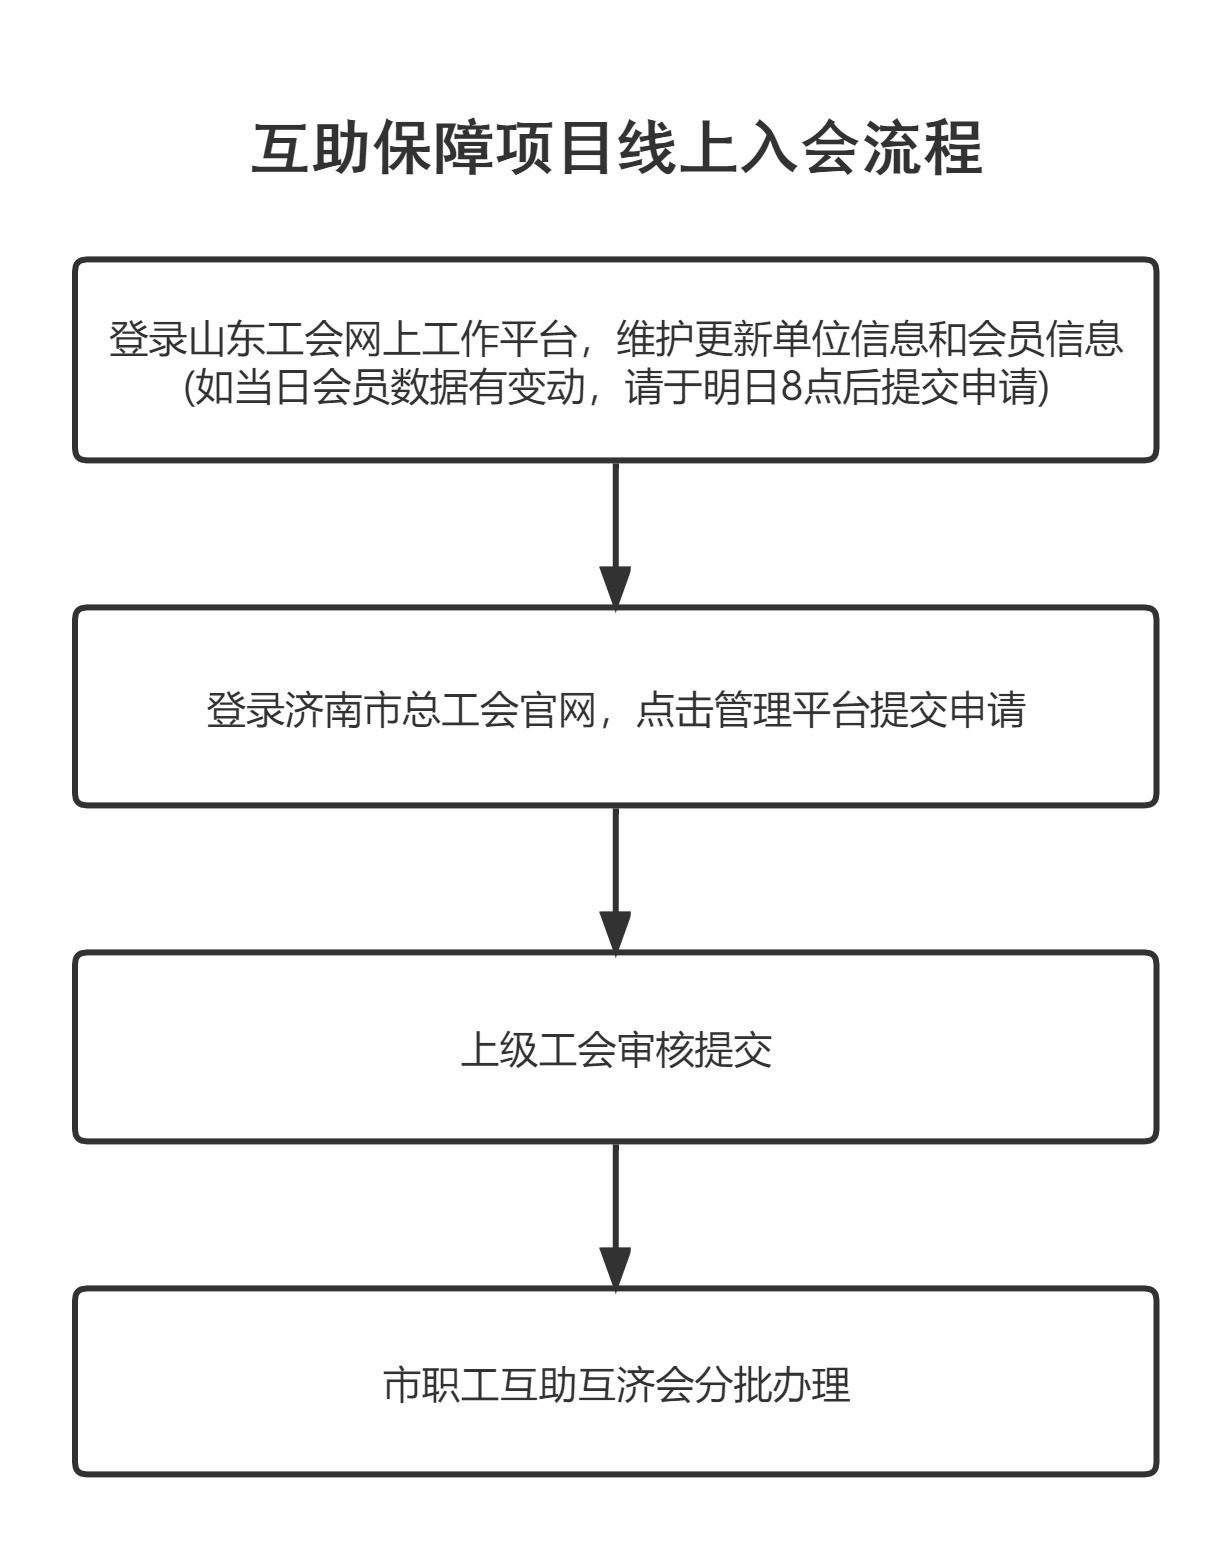 互助保障项目线上入会流程
登录山东工会网上工作平台，维护更新单位信息和会员信息
(如当日会员数据有变动，请于明日8点后提交申请)
登录济南市总工会官网，点击管理平台提交申请
上级工会审核提交
市职工互助互济会分批办理